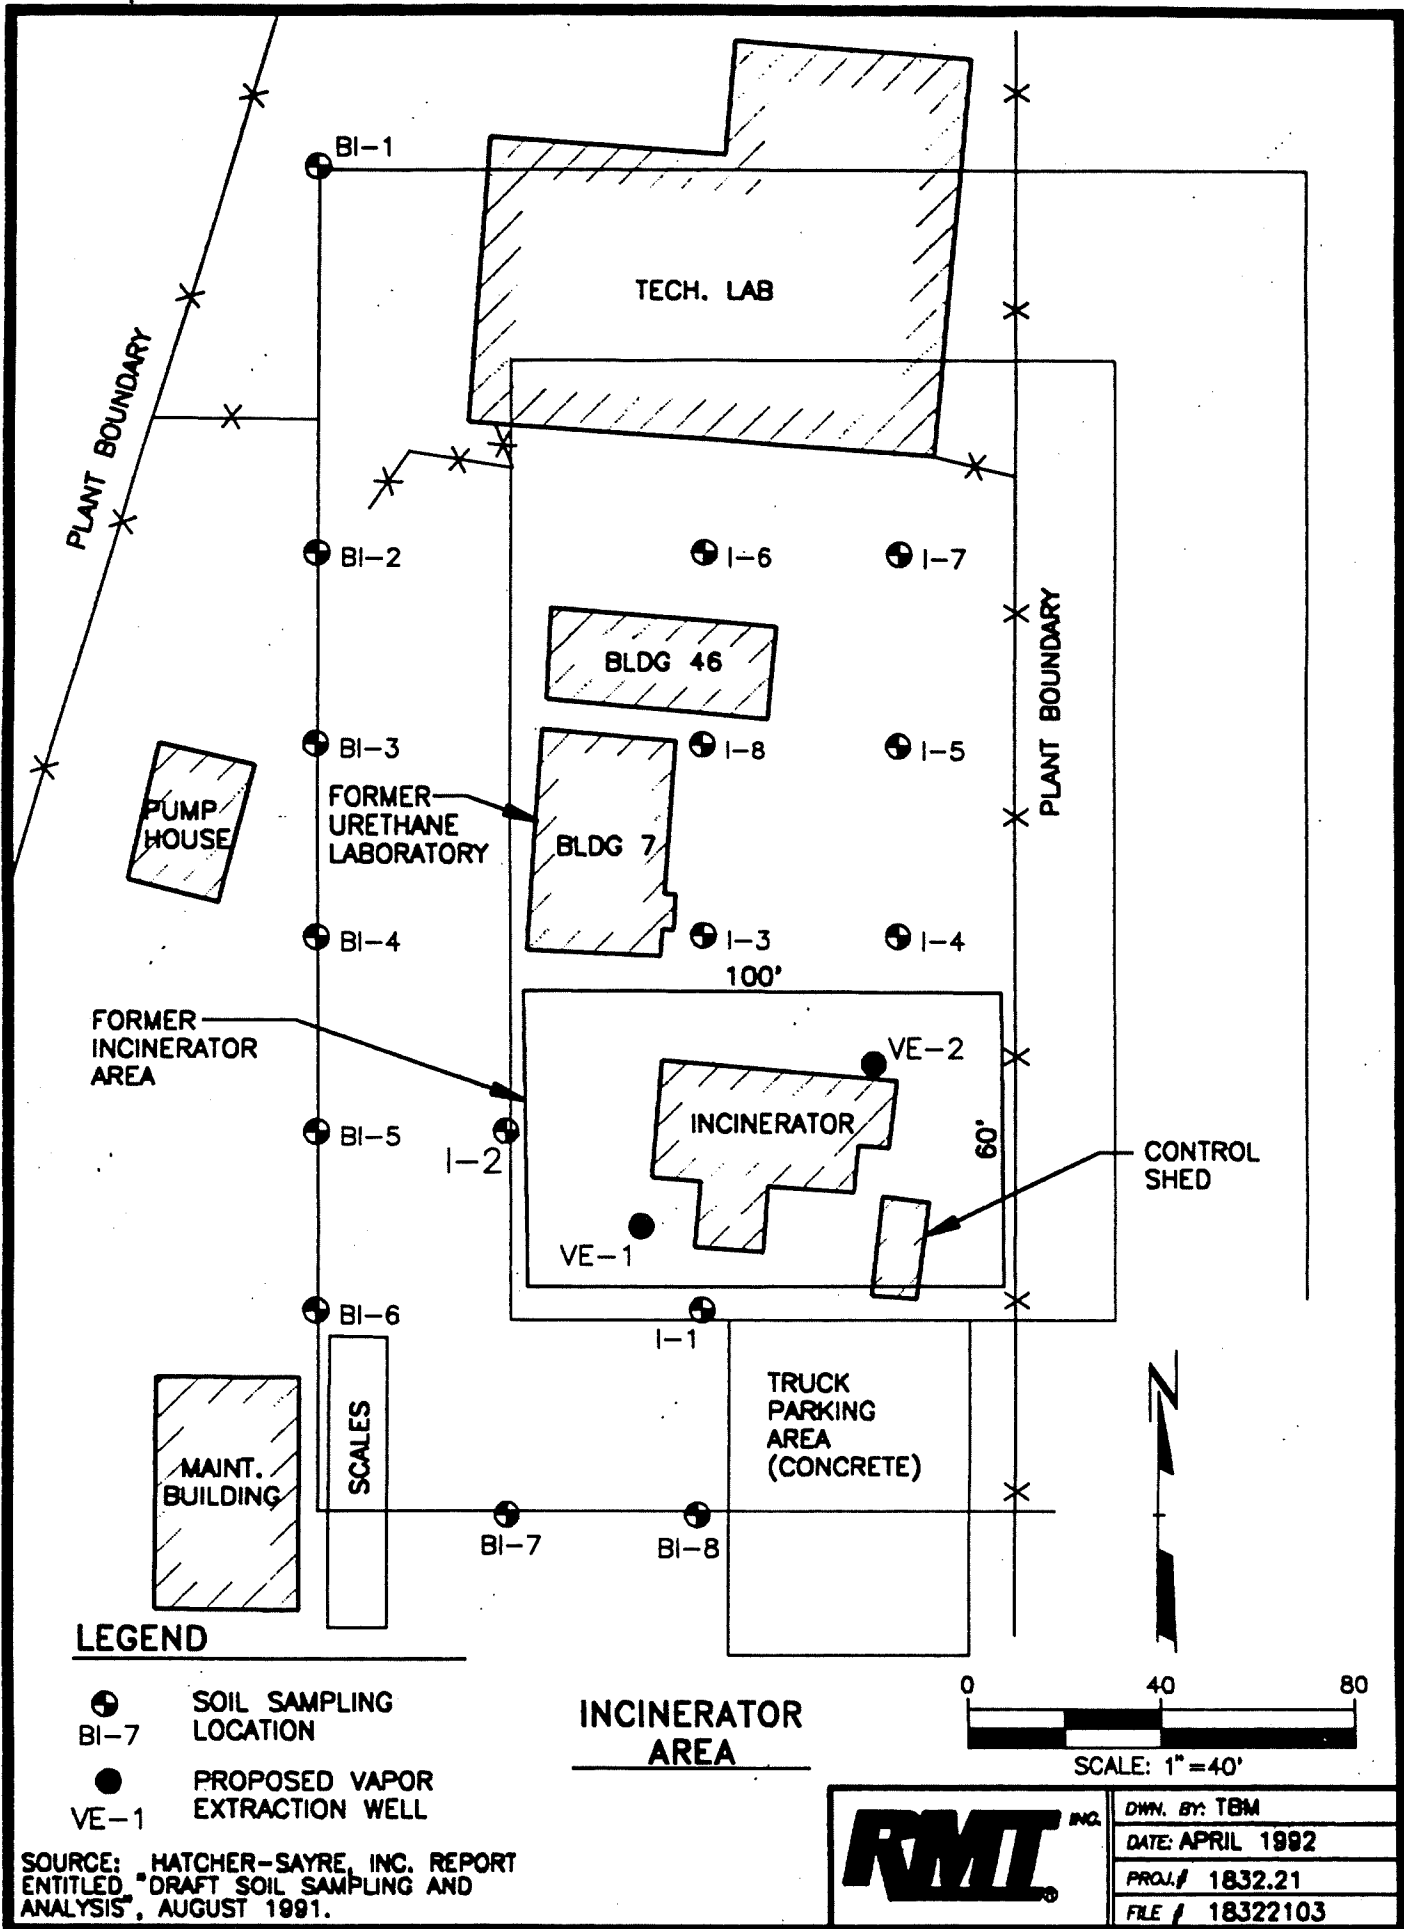 BI-1
TECH. LAB
PLANT BOUNDARY
BI-2
I-6
I-7
BLDG 46
PLANT BOUNDARY
BI-3
I-8
I-5
PUMP
HOUSE
FORMER
URETHANE
LABORATORY
BLDG 7
BI-4
I-3
I-4
100'
FORMER
INCINERATOR
AREA
VE-2
INCINERATOR
60'
BI-5
I-2
CONTROL
SHED
VE-1
BI-6
I-1
TRUCK
PARKING
AREA
(CONCRETE)
SCALES
MAINT.
BUILDING
N
BI-7
BI-8
LEGEND
SOIL SAMPLING
LOCATION
BI-7
PROPOSED VAPOR
EXTRACTION WELL
VE-1
INCINERATOR
AREA
0 40 80
SCALE: 1"=40'
SOURCE: HATCHER-SAYRE, INC. REPORT
ENTITLED "DRAFT SOIL SAMPLING AND
ANALYSIS", AUGUST 1991.
RMT INC.
®
DWN. BY: TBM
DATE: APRIL 1992
PROJ.# 1832.21
FILE # 18322103